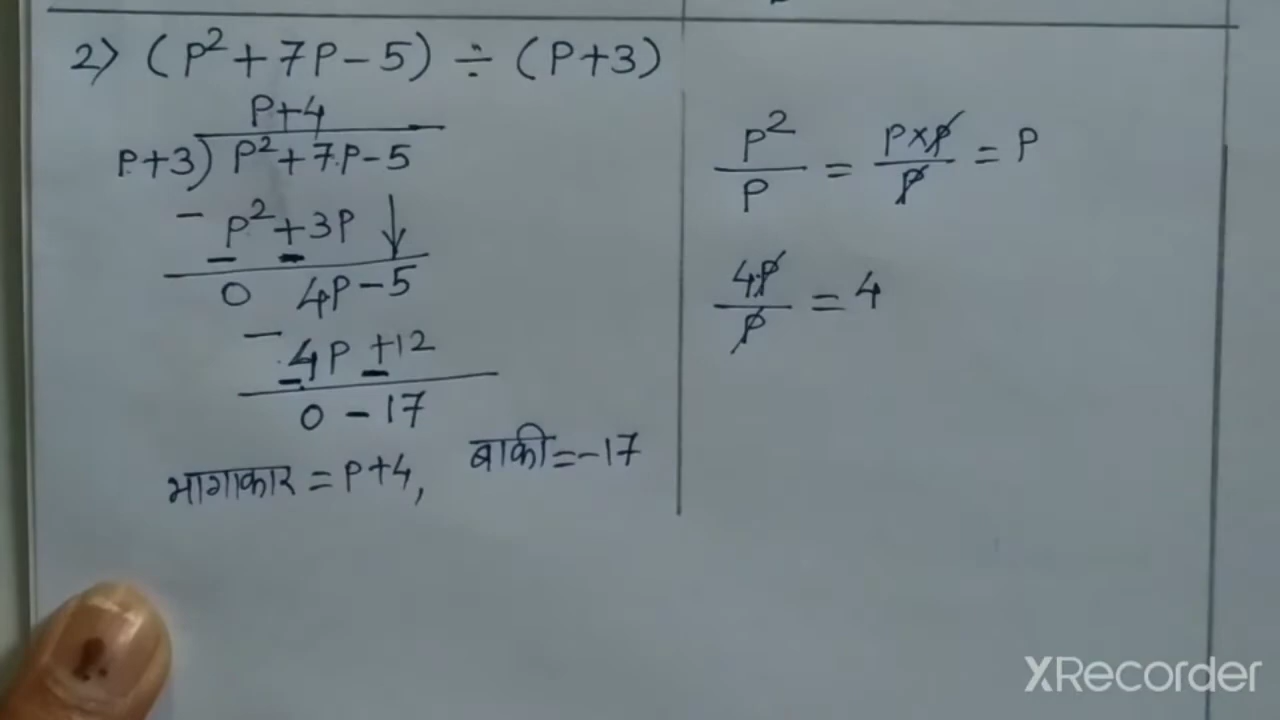 2) (P² + 7P - 5) ÷ (P+3)
P+4
P+3) P² + 7P - 5
- P² + 3P ↓
- -
0 4P - 5
- 4P + 12
- -
0 - 17
भागाकार = P+4, बाकी = -17
P²/P = P×P/P = P
4P/P = 4
XRecorder